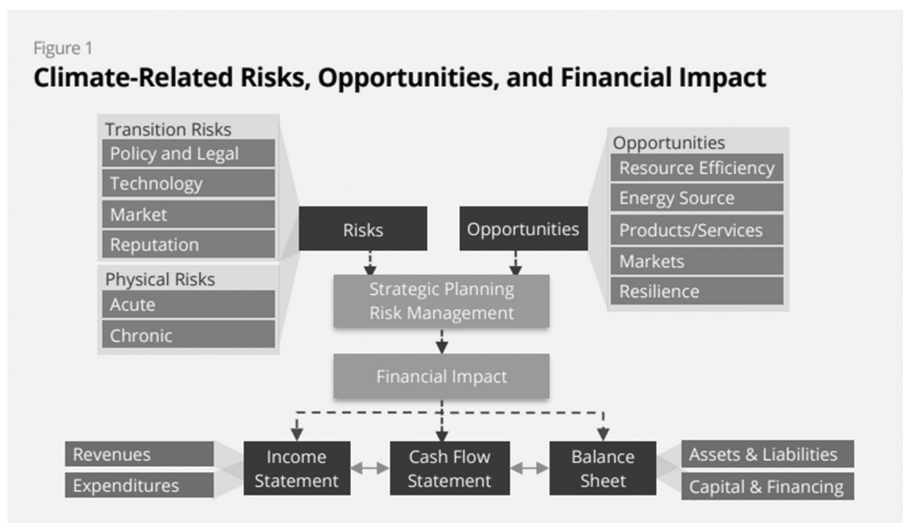 Figure 1
Climate-Related Risks, Opportunities, and Financial Impact
Transition Risks
Policy and Legal
Technology
Market
Reputation
Physical Risks
Acute
Chronic
Risks
Opportunities
Opportunities
Resource Efficiency
Energy Source
Products/Services
Markets
Resilience
Strategic Planning
Risk Management
Financial Impact
Revenues
Expenditures
Income
Statement
Cash Flow
Statement
Balance
Sheet
Assets & Liabilities
Capital & Financing